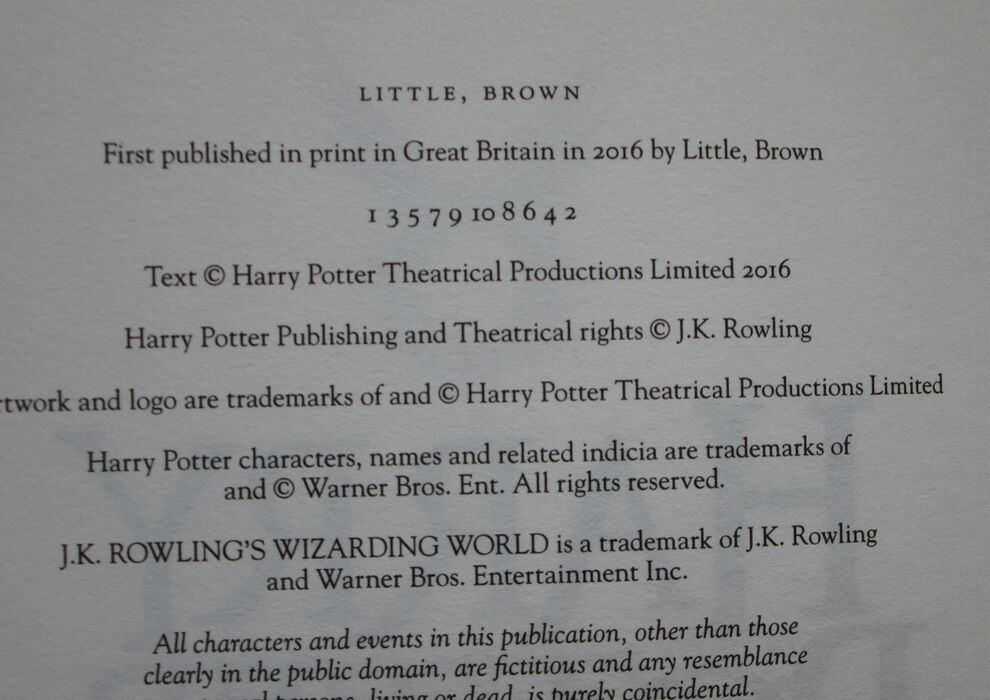 LITTLE, BROWN
First published in print in Great Britain in 2016 by Little, Brown
1 3 5 7 9 10 8 6 4 2
Text © Harry Potter Theatrical Productions Limited 2016
Harry Potter Publishing and Theatrical rights © J.K. Rowling
and logo are trademarks of and © Harry Potter Theatrical Productions Limited
Harry Potter characters, names and related indicia are trademarks of
and © Warner Bros. Ent. All rights reserved.
J.K. ROWLING'S WIZARDING WORLD is a trademark of J.K. Rowling
and Warner Bros. Entertainment Inc.
All characters and events in this publication, other than those
clearly in the public domain, are fictitious and any resemblance
living or dead, is purely coincidental.